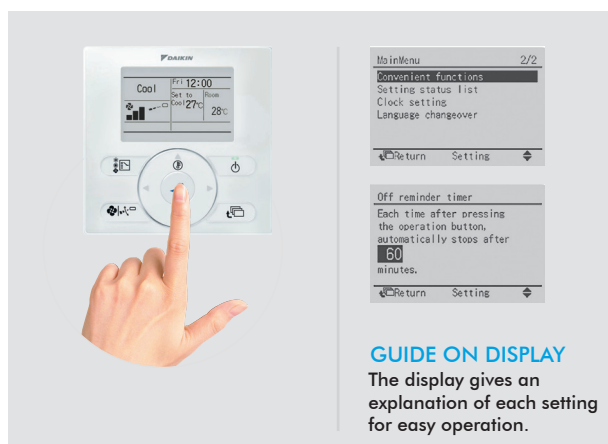 DAIKIN
Cool
Fri 12:00
Set to Room
Cool 27°C
28°C
MainMenu 2/2
Convenient functions
Setting status list
Clock setting
Language changeover
Return Setting
Off reminder timer
Each time after pressing
the operation button,
automatically stops after
60
minutes.
Return Setting
GUIDE ON DISPLAY
The display gives an
explanation of each setting
for easy operation.